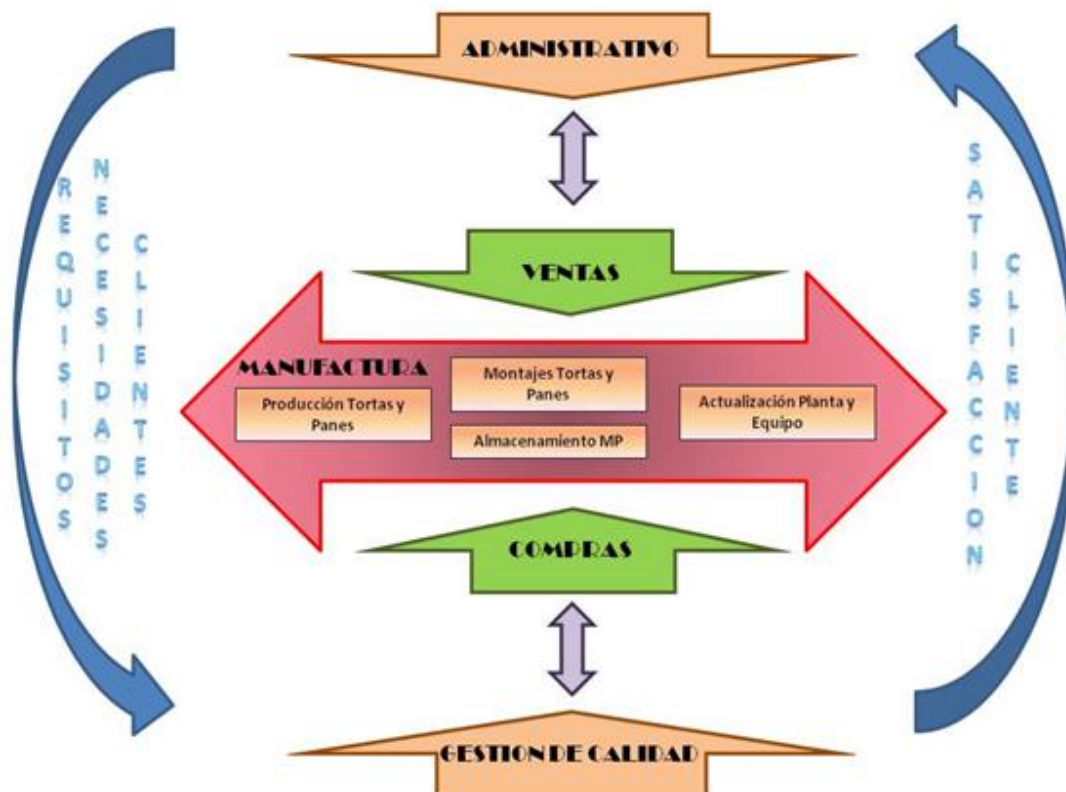 ADMINISTRATIVO
REQUISITOS
NECESIDADES
CLIENTES
VENTAS
MANUFACTURA
Producción Tortas y
Panes
Montajes Tortas y
Panes
Almacenamiento MP
Actualización Planta y
Equipo
COMPRAS
GESTION DE CALIDAD
SATISFACCION
CLIENTE